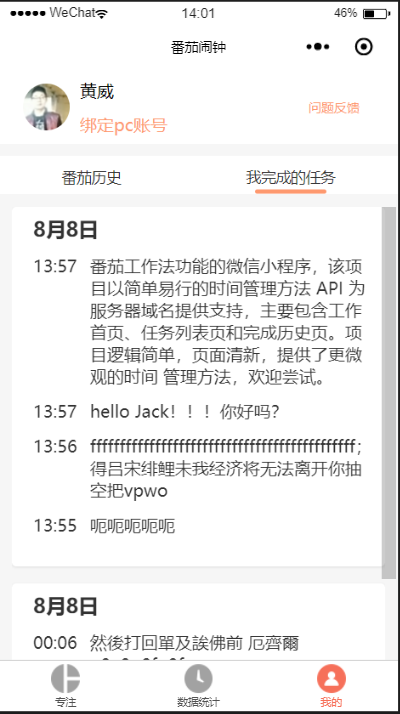 WeChat 14:01 46%
番茄闹钟
黄威
绑定pc账号
问题反馈
番茄历史 我完成的任务
8月8日
13:57 番茄工作法功能的微信小程序，该项
目以简单易行的时间管理方法 API 为
服务器域名提供支持，主要包含工作
首页、任务列表页和完成历史页。项
目逻辑简单，页面清新，提供了更微
观的时间 管理方法，欢迎尝试。
13:57 hello Jack！！！你好吗？
13:56 ffffffffffffffffffffffffffffffffffffffffffffff；
得吕宋绯鲤未我经济将无法离开你抽
空把vpwo
13:55 呃呃呃呃呃
8月8日
00:06 然後打回單及誒佛前 厄齊爾
专注 数据统计 我的